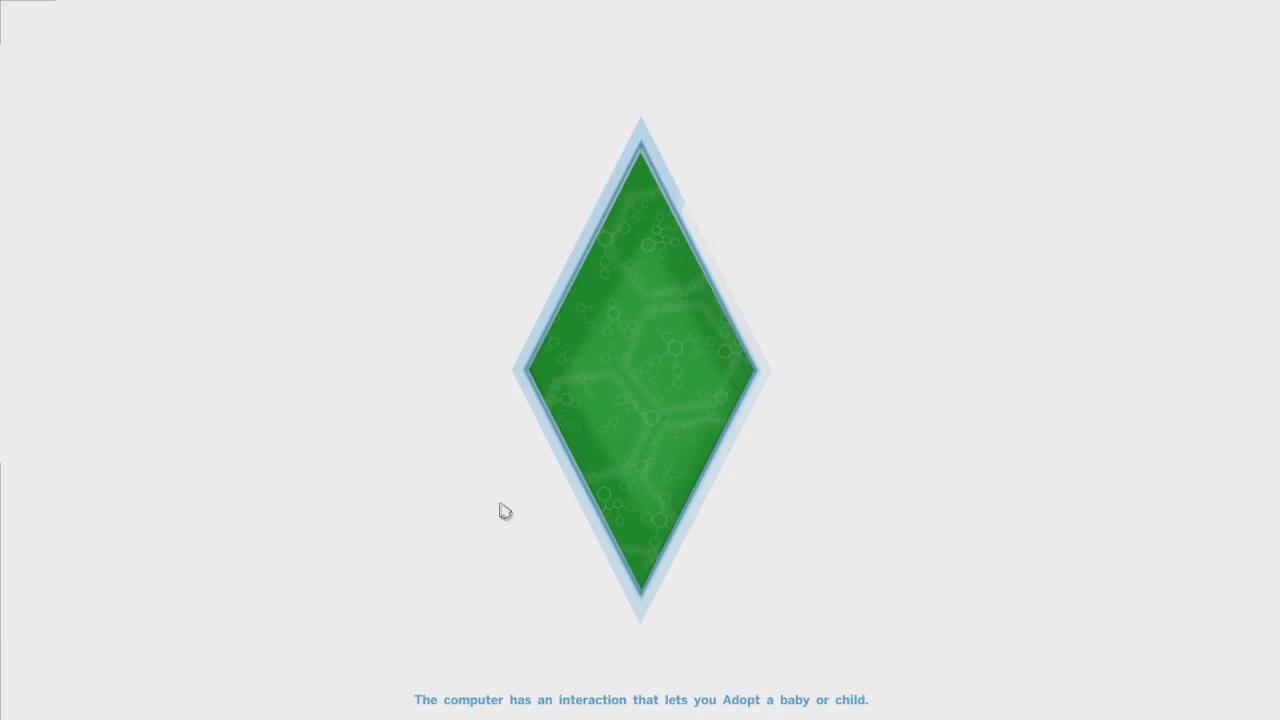 The computer has an interaction that lets you Adopt a baby or child.